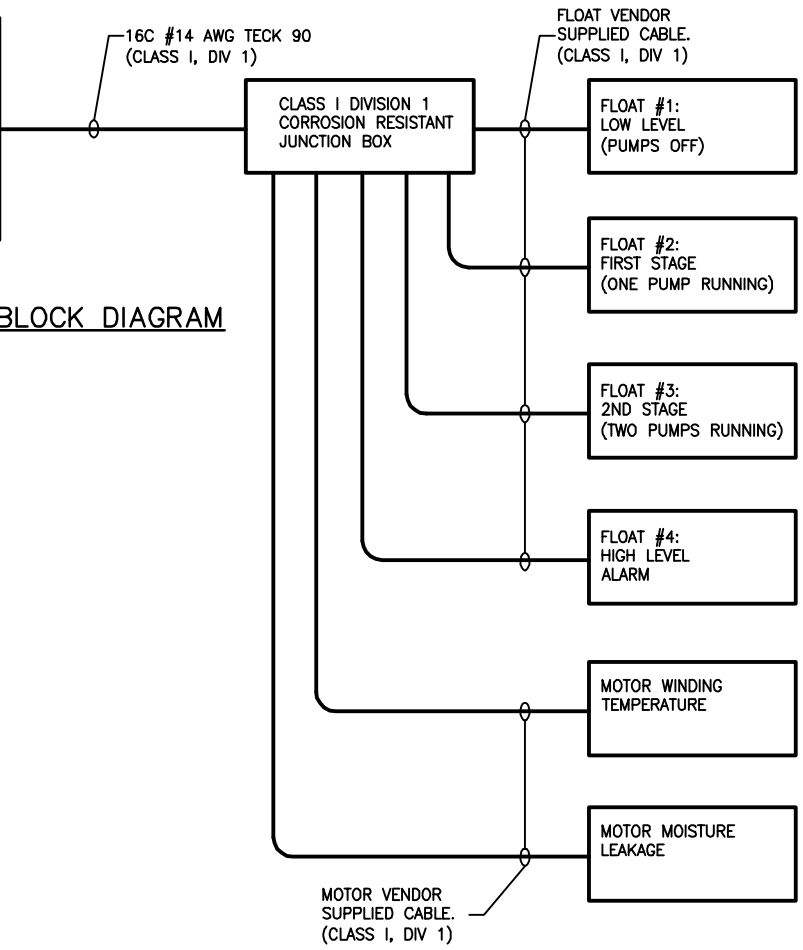 16C #14 AWG TECK 90
(CLASS I, DIV 1)
FLOAT VENDOR
SUPPLIED CABLE.
(CLASS I, DIV 1)
CLASS I DIVISION 1
CORROSION RESISTANT
JUNCTION BOX
FLOAT #1:
LOW LEVEL
(PUMPS OFF)
FLOAT #2:
FIRST STAGE
(ONE PUMP RUNNING)
BLOCK DIAGRAM
FLOAT #3:
2ND STAGE
(TWO PUMPS RUNNING)
FLOAT #4:
HIGH LEVEL
ALARM
MOTOR WINDING
TEMPERATURE
MOTOR MOISTURE
LEAKAGE
MOTOR VENDOR
SUPPLIED CABLE.
(CLASS I, DIV 1)